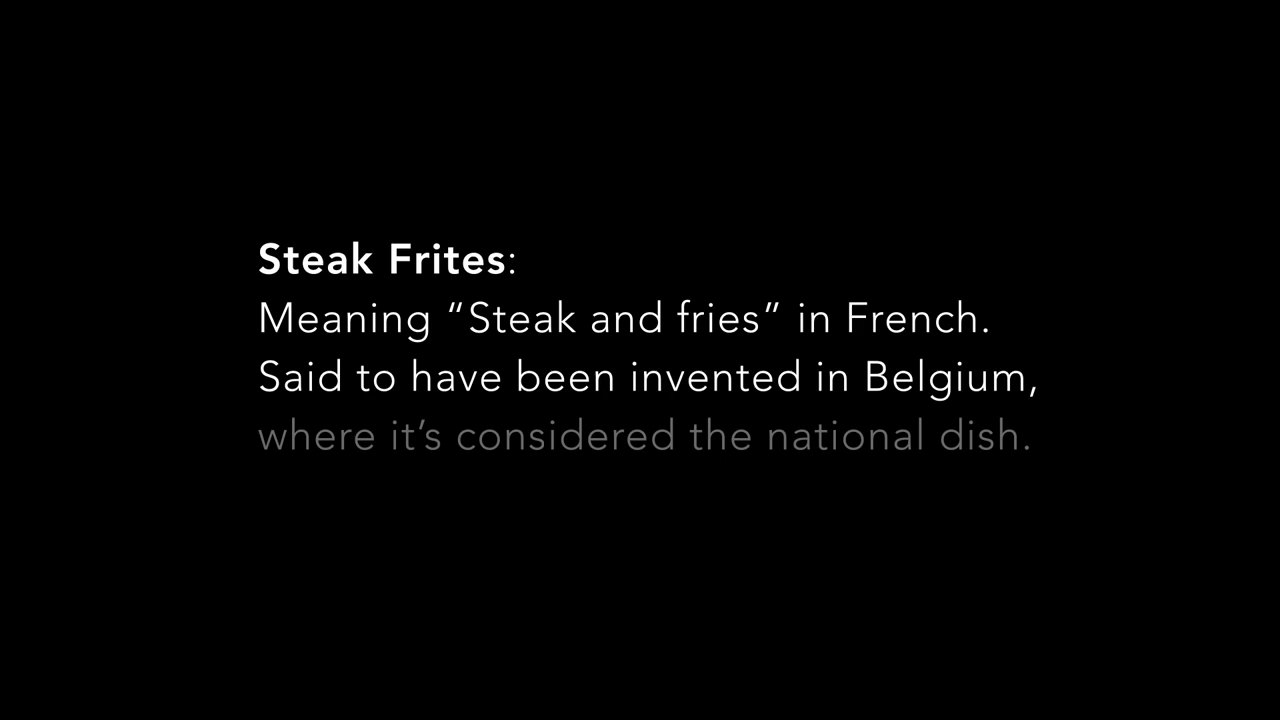 Steak Frites:
Meaning “Steak and fries” in French.
Said to have been invented in Belgium,
where it’s considered the national dish.